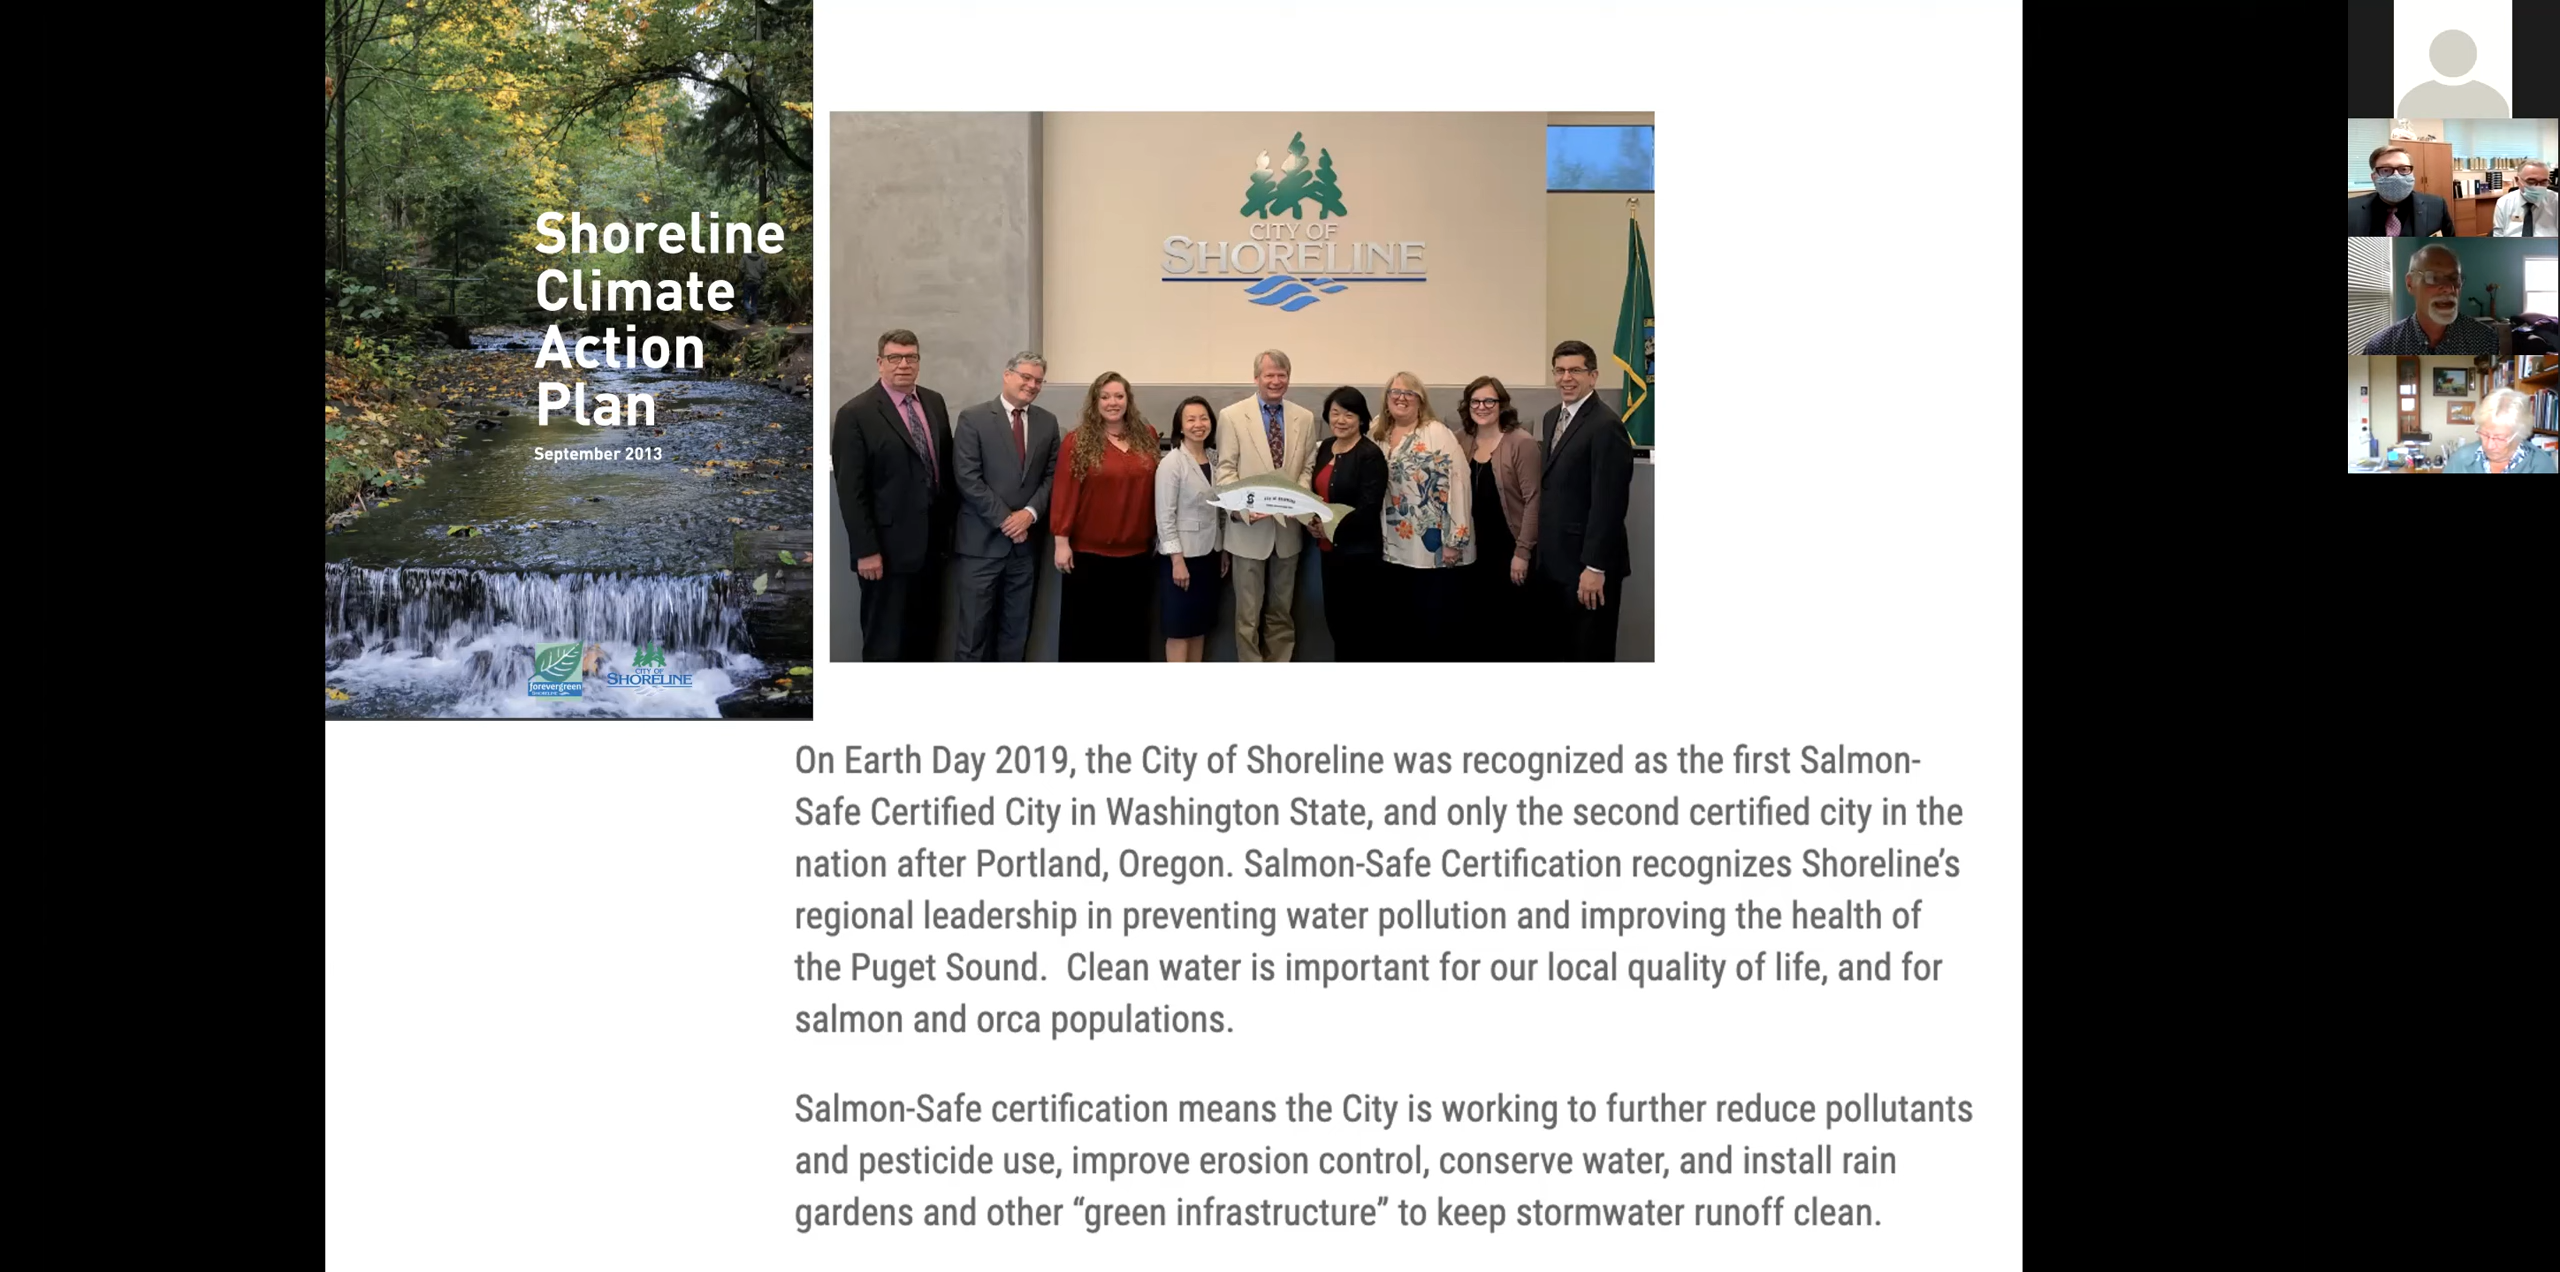 Shoreline
Climate
Action
Plan
September 2013
forevergreen
SHORELINE
CITY OF
SHORELINE
CITY OF
SHORELINE
On Earth Day 2019, the City of Shoreline was recognized as the first Salmon-
Safe Certified City in Washington State, and only the second certified city in the
nation after Portland, Oregon. Salmon-Safe Certification recognizes Shoreline’s
regional leadership in preventing water pollution and improving the health of
the Puget Sound.  Clean water is important for our local quality of life, and for
salmon and orca populations.
Salmon-Safe certification means the City is working to further reduce pollutants
and pesticide use, improve erosion control, conserve water, and install rain
gardens and other “green infrastructure” to keep stormwater runoff clean.